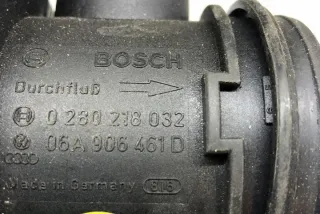 BOSCH
Durchfluß
0 280 218 032
06A 906 461 D
Made in Germany